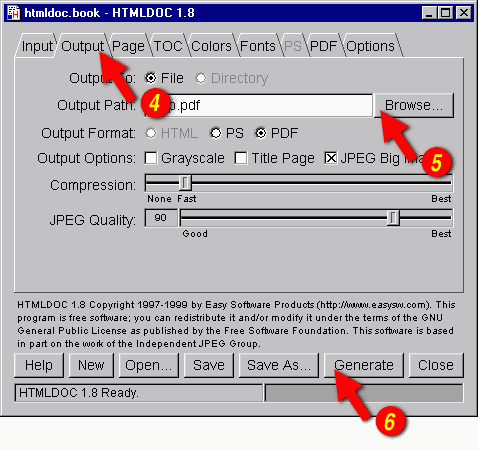 htmldoc.book - HTMLDOC 1.8
Input Output Page TOC Colors Fonts PS PDF Options
4
Output To: File Directory
Output Path: .pdf Browse...
5
Output Format: HTML PS PDF
Output Options: Grayscale Title Page JPEG Big
Compression:
None Fast Best
JPEG Quality: 90
Good Best
HTMLDOC 1.8 Copyright 1997-1999 by Easy Software Products (http://www.easysw.com). This
program is free software; you can redistribute it and/or modify it under the terms of the GNU
General Public License as published by the Free Software Foundation. This software is based
in part on the work of the Independent JPEG Group.
Help New Open... Save Save As... Generate Close
HTMLDOC 1.8 Ready.
6